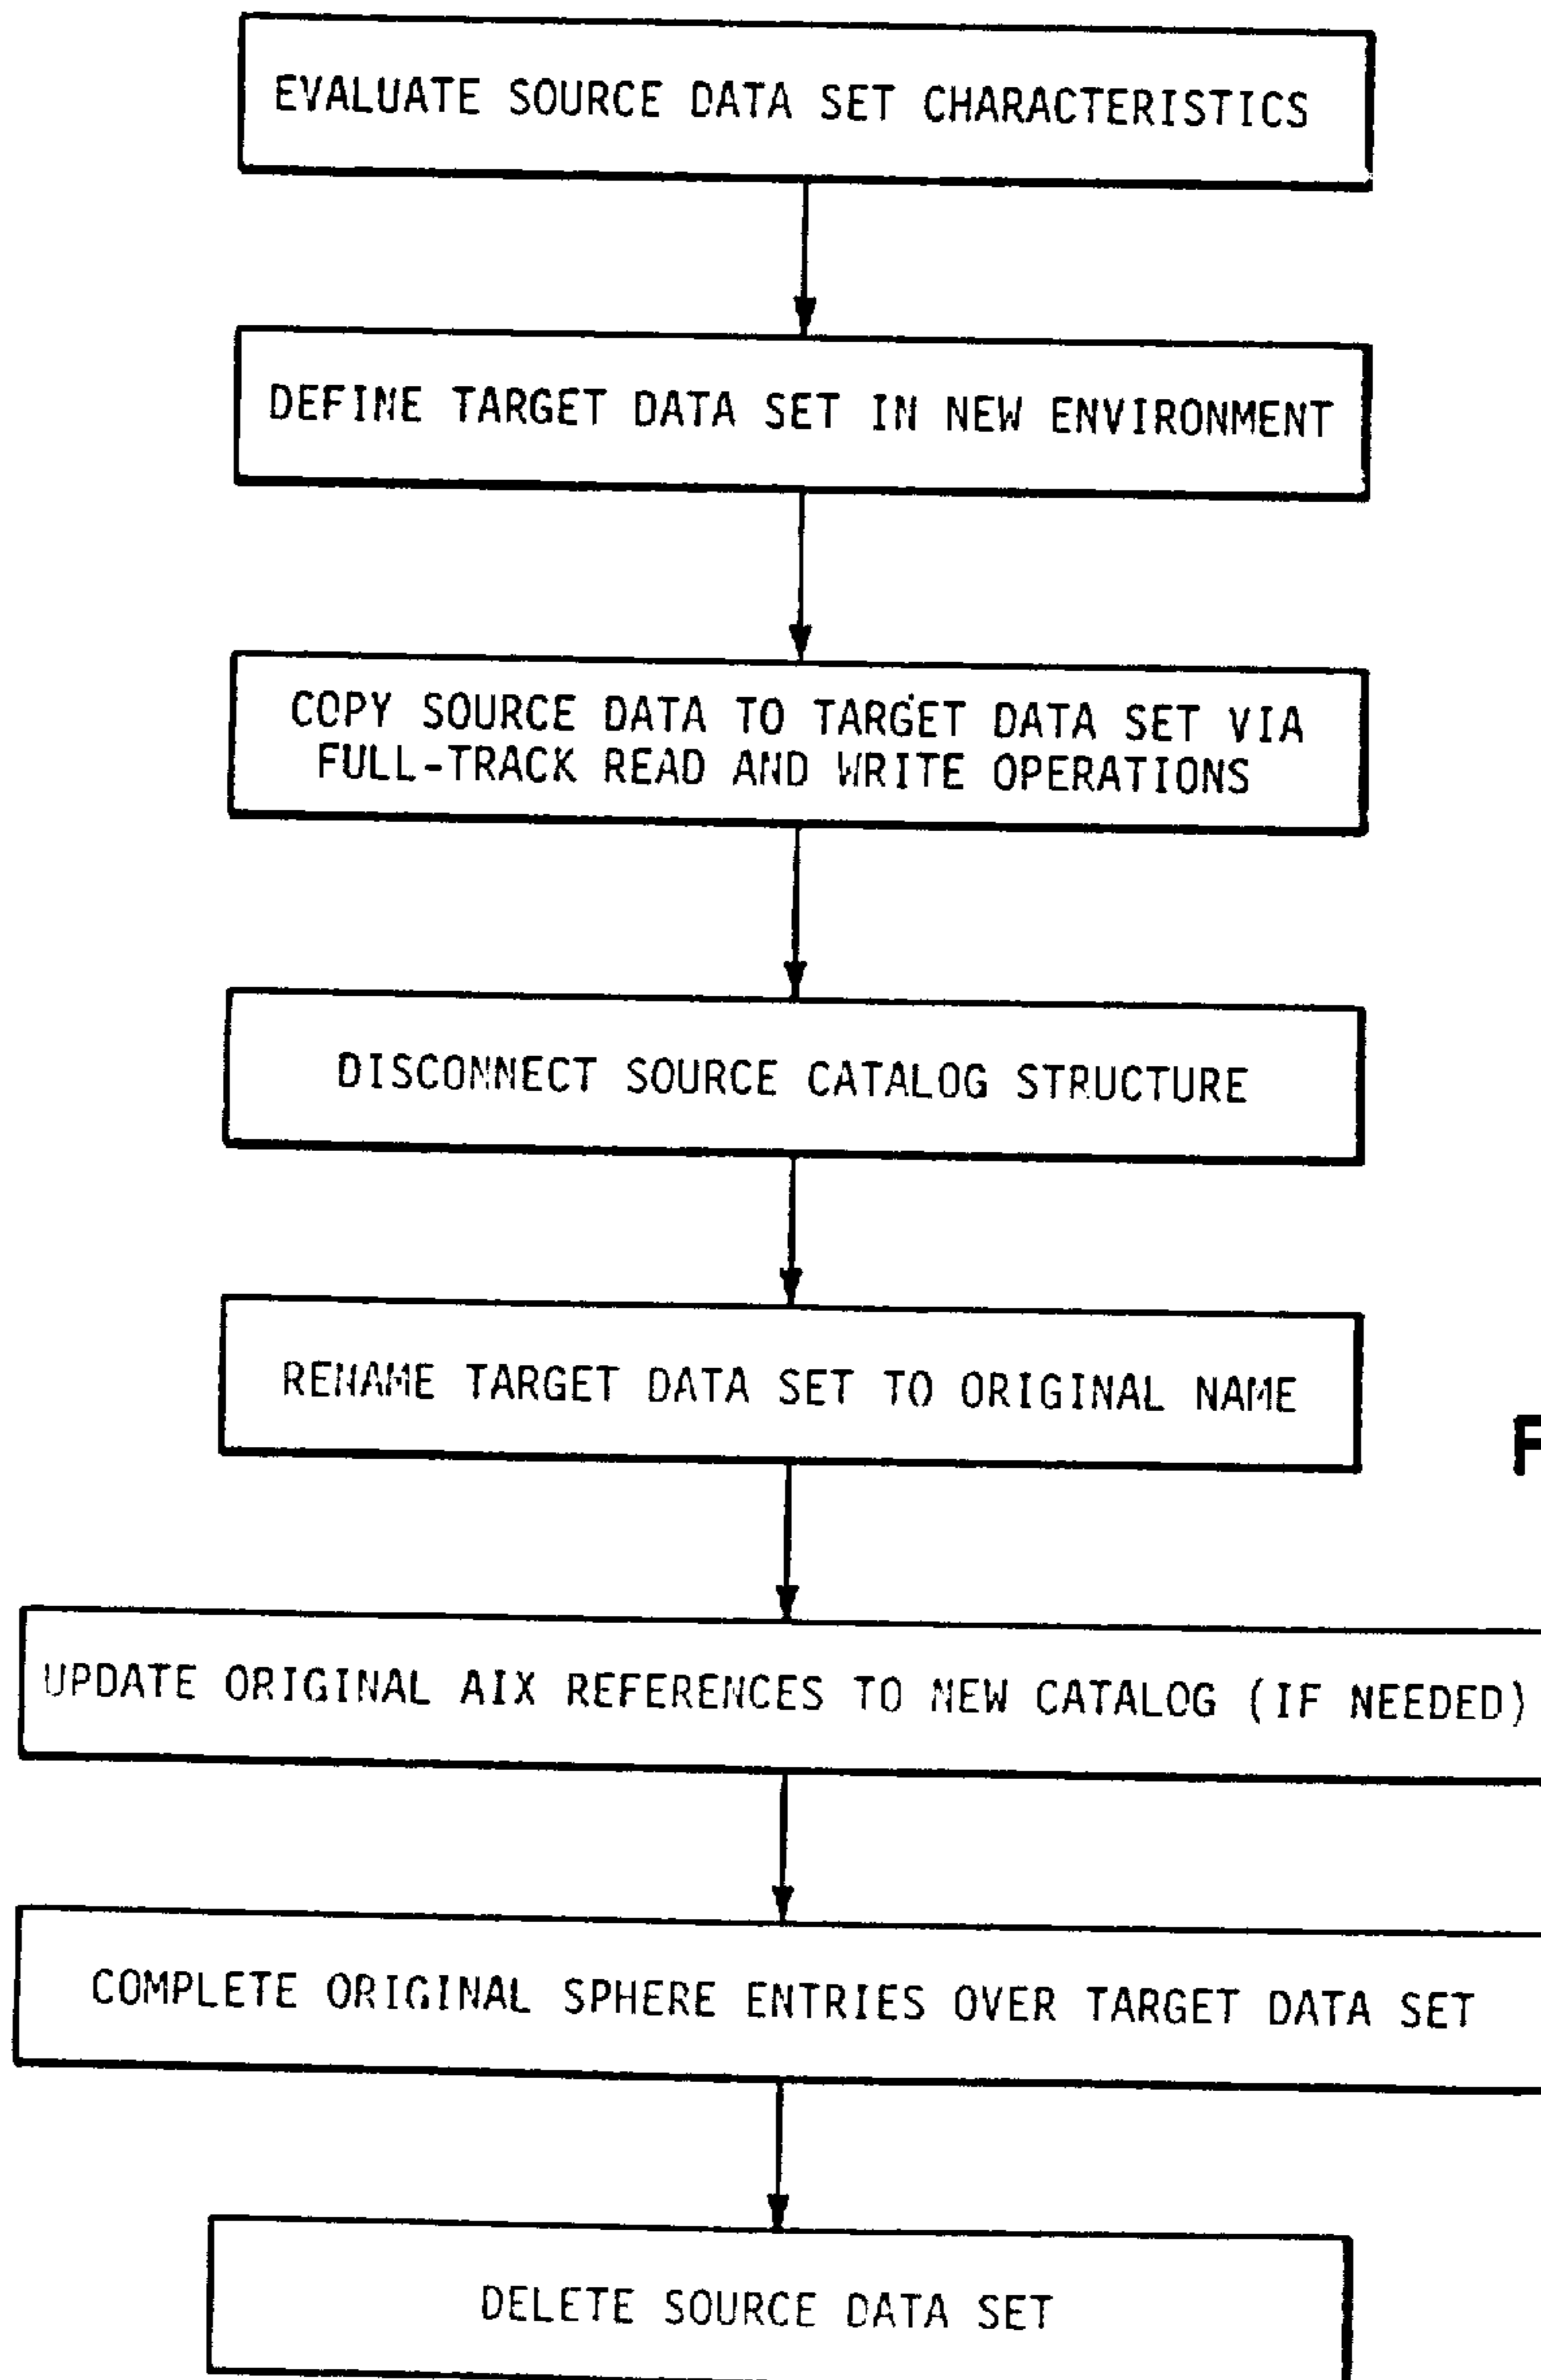 EVALUATE SOURCE DATA SET CHARACTERISTICS
DEFINE TARGET DATA SET IN NEW ENVIRONMENT
COPY SOURCE DATA TO TARGET DATA SET VIA
FULL-TRACK READ AND WRITE OPERATIONS
DISCONNECT SOURCE CATALOG STRUCTURE
RENAME TARGET DATA SET TO ORIGINAL NAME
F
UPDATE ORIGINAL AIX REFERENCES TO NEW CATALOG (IF NEEDED)
COMPLETE ORIGINAL SPHERE ENTRIES OVER TARGET DATA SET
DELETE SOURCE DATA SET